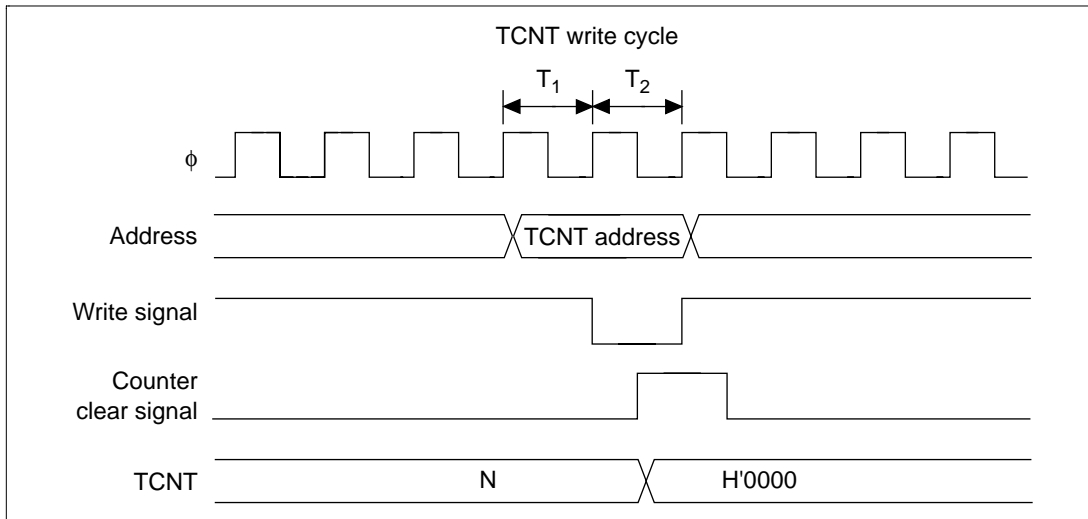 TCNT write cycle
T1 T2
ϕ
Address
TCNT address
Write signal
Counter
clear signal
TCNT
N
H'0000